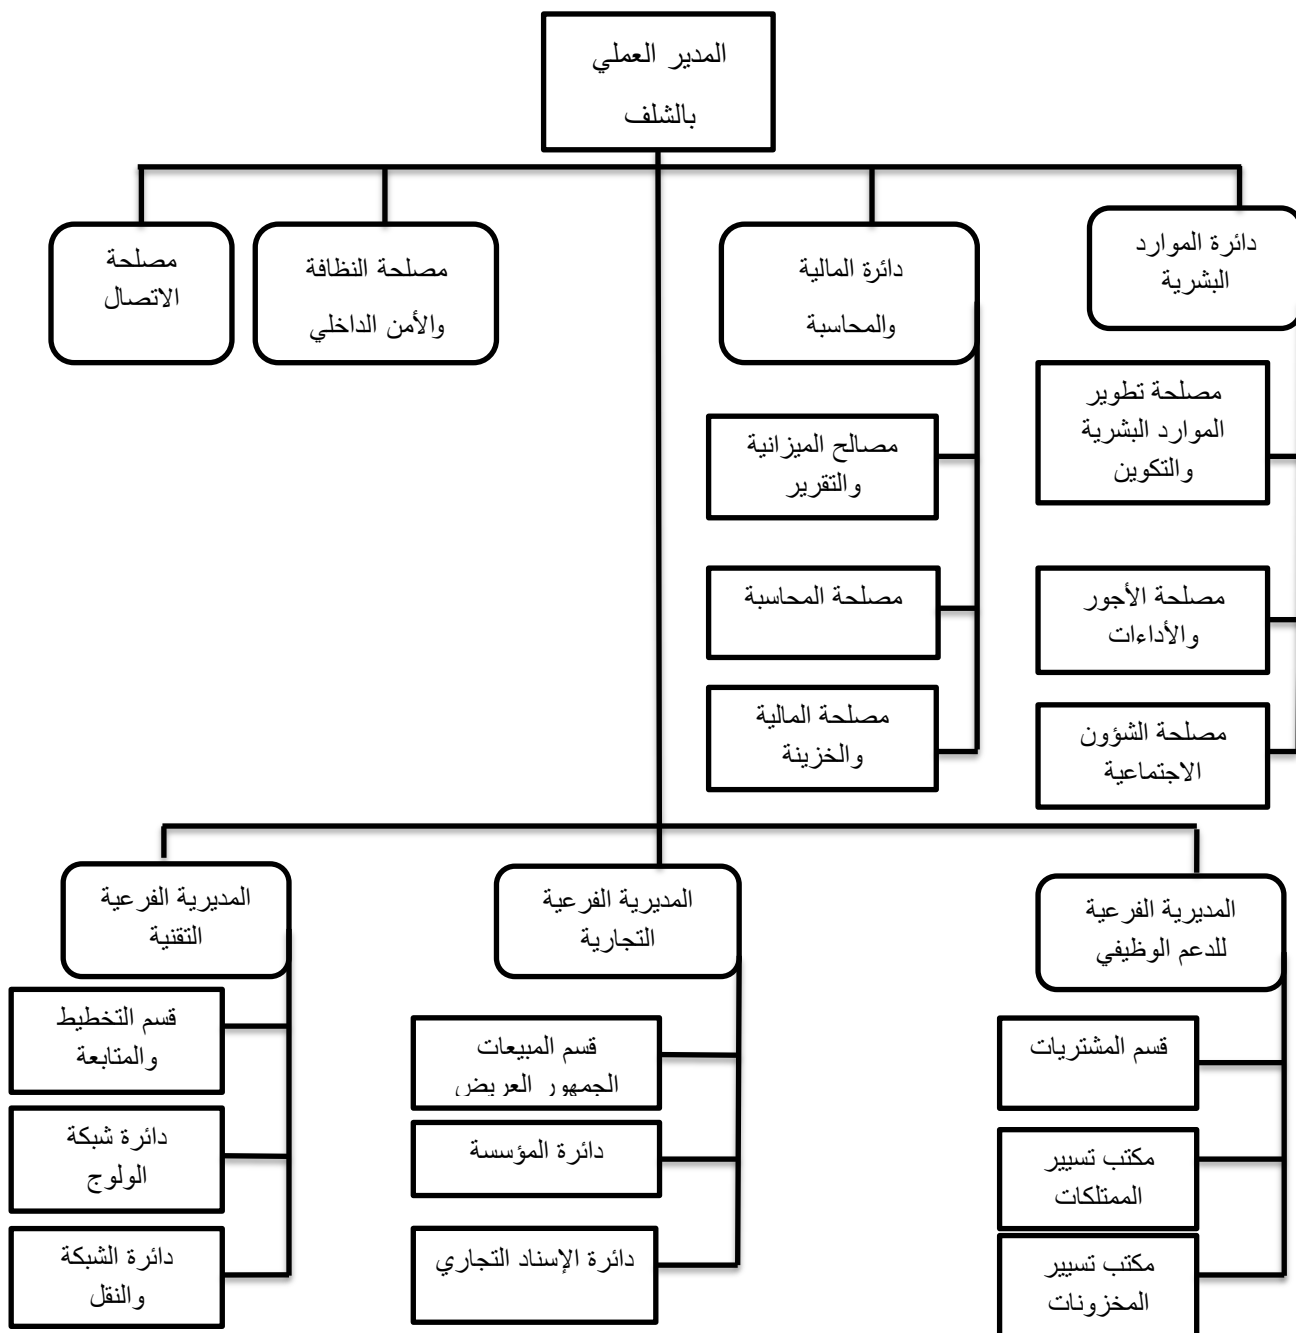 المدير العملي
بالشلف
دائرة الموارد
البشرية
دائرة المالية
والمحاسبة
مصلحة النظافة
والأمن الداخلي
مصلحة
الاتصال
مصلحة تطوير
الموارد البشرية
والتكوين
مصالح الميزانية
والتقرير
مصلحة الأجور
والأداءات
مصلحة المحاسبة
مصلحة الشؤون
الاجتماعية
مصلحة المالية
والخزينة
المديرية الفرعية
للدعم الوظيفي
المديرية الفرعية
التجارية
المديرية الفرعية
التقنية
قسم المشتريات
قسم المبيعات
الجمهور العريض
قسم التخطيط
والمتابعة
مكتب تسيير
الممتلكات
دائرة المؤسسة
دائرة شبكة
الولوج
مكتب تسيير
المخزونات
دائرة الإسناد التجاري
دائرة الشبكة
والنقل